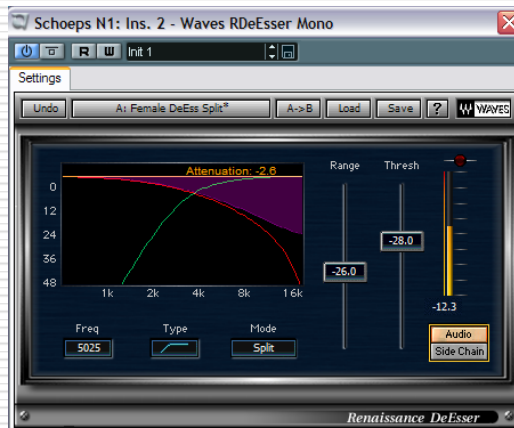 Schoeps N1: Ins. 2 - Waves RDeEsser Mono
R W Init 1
Settings
Undo A: Female DeEss Split* A->B Load Save ? WAVES
Attenuation: -2.6
Range Thresh
0
12
24
36
48
1k 2k 4k 8k 16k
-26.0
-28.0
-12.3
Freq Type Mode
5025 Split
Audio
Side Chain
Renaissance DeEsser